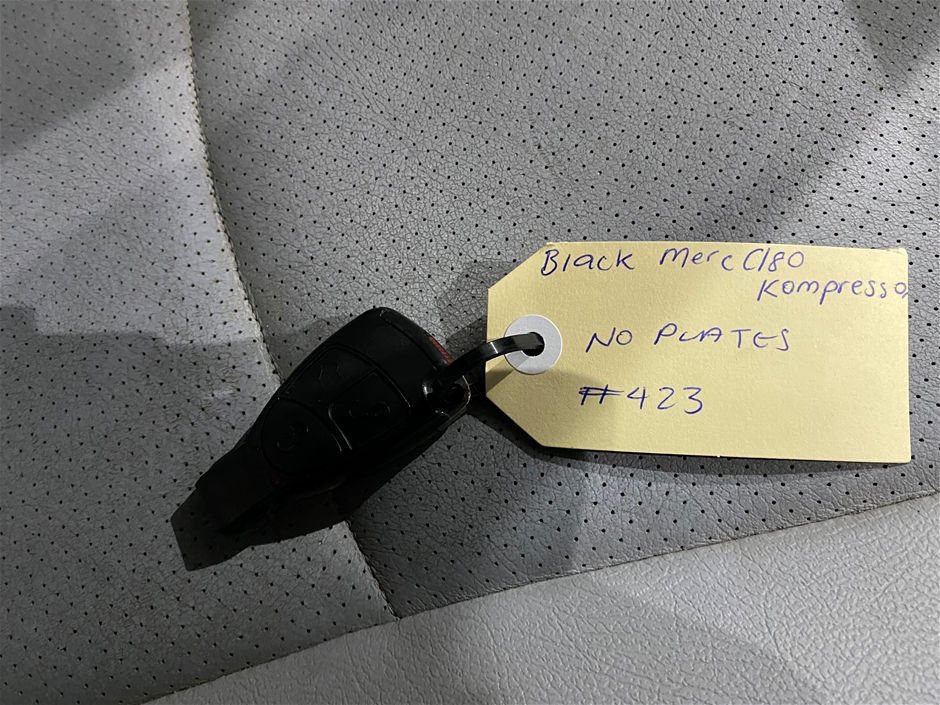 Black Merc C180
Kompressor
NO PLATES
#423